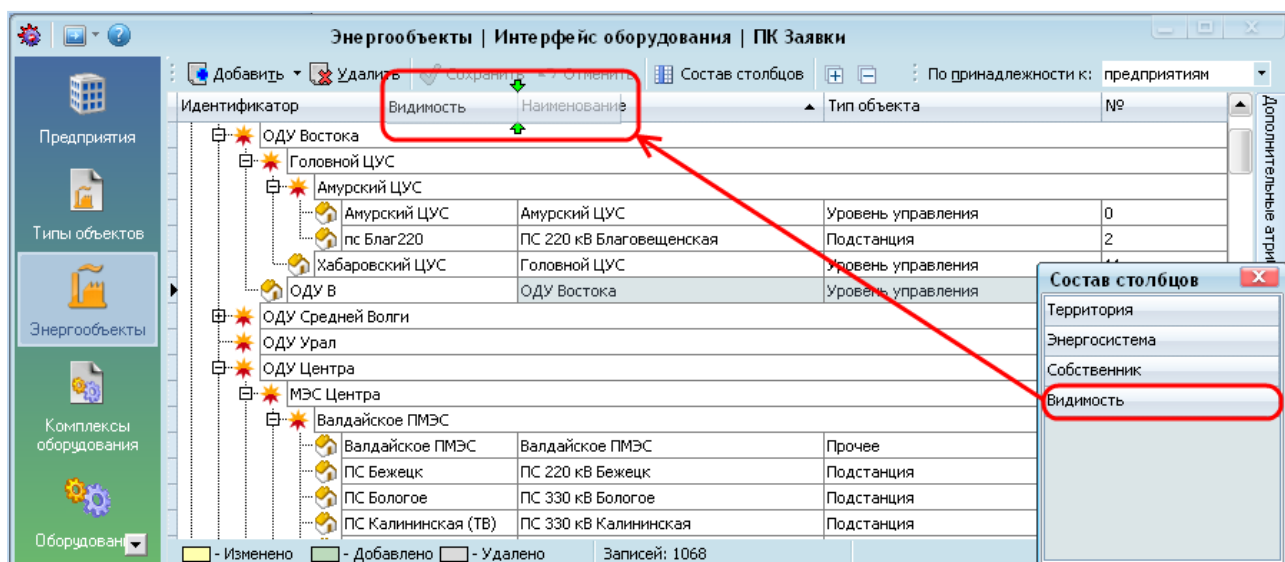 Энергообъекты | Интерфейс оборудования | ПК Заявки
Добавить Удалить Сохранить Отменить Состав столбцов По принадлежности к: предприятиям
Идентификатор Видимость Наименование Тип объекта №
Дополнительные атри
Предприятия
Типы объектов
Энергообъекты
Комплексы
оборудования
Оборудован
ОДУ Востока
Головной ЦУС
Амурский ЦУС
Амурский ЦУС Амурский ЦУС Уровень управления 0
пс Благ220 ПС 220 кВ Благовещенская Подстанция 2
Хабаровский ЦУС Головной ЦУС Уровень управления
ОДУ В ОДУ Востока Уровень управления
ОДУ Средней Волги
ОДУ Урал
ОДУ Центра
МЭС Центра
Валдайское ПМЭС
Валдайское ПМЭС Валдайское ПМЭС Прочее
ПС Бежецк ПС 220 кВ Бежецк Подстанция
ПС Бологое ПС 330 кВ Бологое Подстанция
ПС Калининская (ТВ) ПС 330 кВ Калининская Подстанция
Состав столбцов
Территория
Энергосистема
Собственник
Видимость
- Изменено - Добавлено - Удалено Записей: 1068